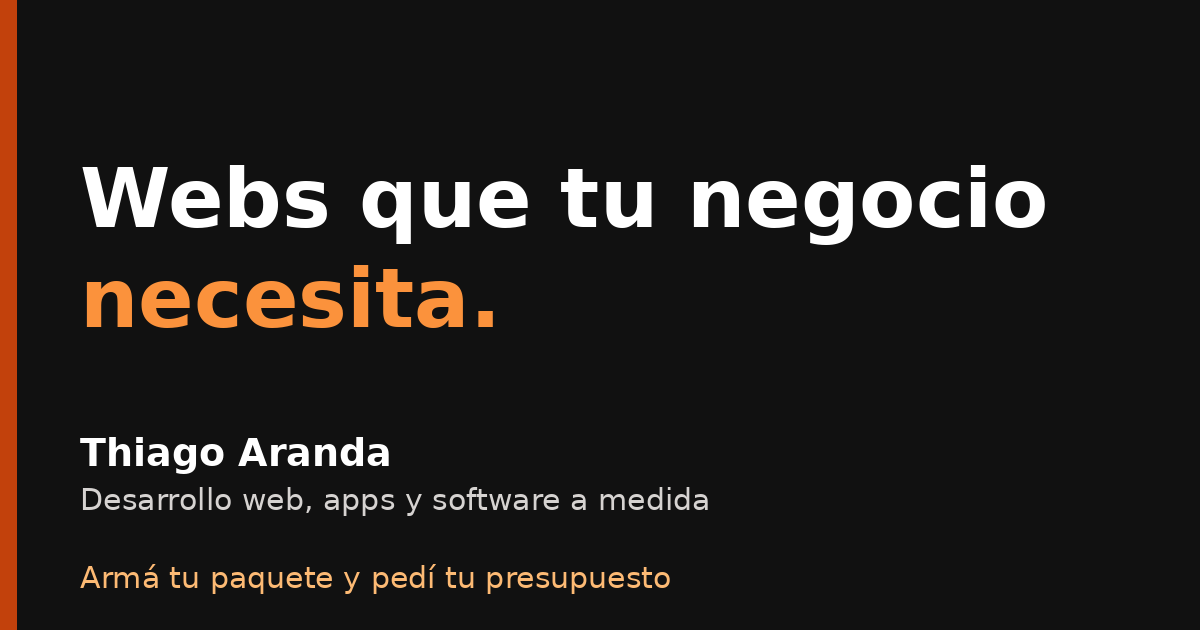 Webs que tu negocio
necesita.
Thiago Aranda
Desarrollo web, apps y software a medida
Armá tu paquete y pedí tu presupuesto